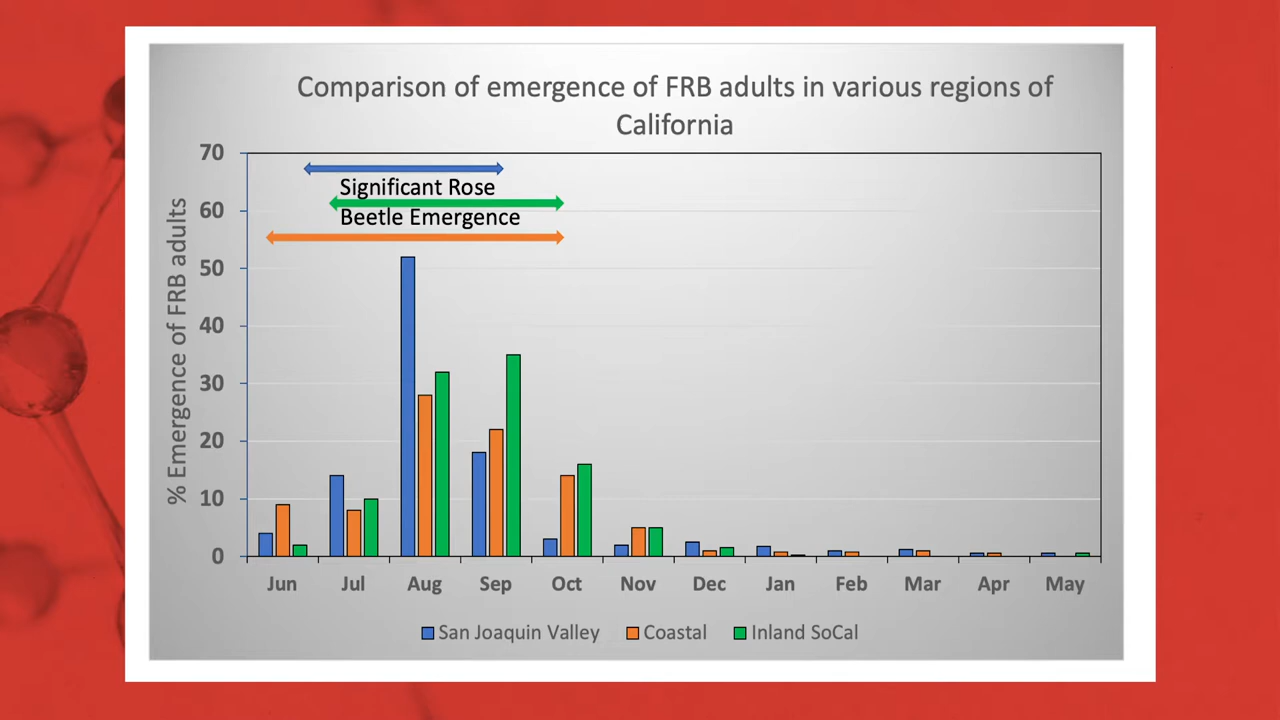 Comparison of emergence of FRB adults in various regions of
California
% Emergence of FRB adults
70
60
50
40
30
20
10
0
Significant Rose
Beetle Emergence
Jun Jul Aug Sep Oct Nov Dec Jan Feb Mar Apr May
San Joaquin Valley Coastal Inland SoCal